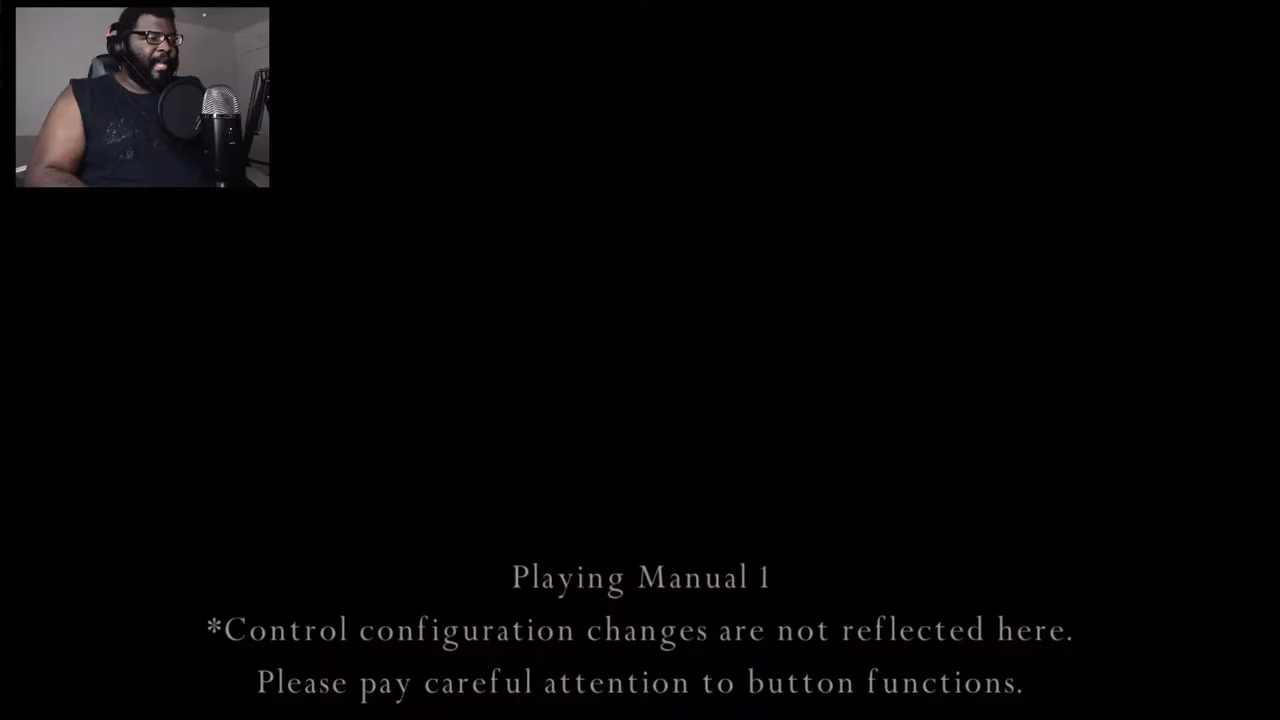 Playing Manual 1
*Control configuration changes are not reflected here.
Please pay careful attention to button functions.